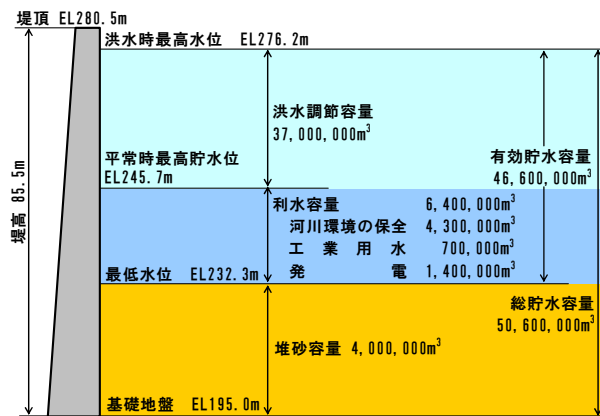 堤頂 EL280.5m
洪水時最高水位 EL276.2m
洪水調節容量
37,000,000m³
平常時最高貯水位
EL245.7m
有効貯水容量
46,600,000m³
堤高 85.5m
利水容量 6,400,000m³
河川環境の保全 4,300,000m³
工業用水 700,000m³
発電 1,400,000m³
最低水位 EL232.3m
総貯水容量
50,600,000m³
堆砂容量 4,000,000m³
基礎地盤 EL195.0m